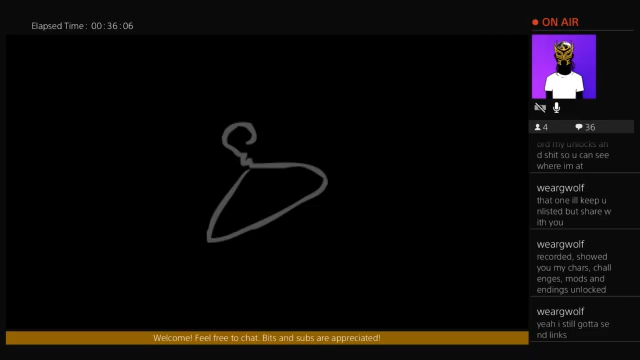 Elapsed Time : 00:36:06
ON AIR
4
36
ord my unlocks an
d shit so u can see
where im at
weargwolf
that one ill keep u
nlisted but share w
ith you
weargwolf
recorded, showed
you my chars, chall
enges, mods and
endings unlocked
weargwolf
yeah i still gotta se
nd links
Welcome! Feel free to chat. Bits and subs are appreciated!